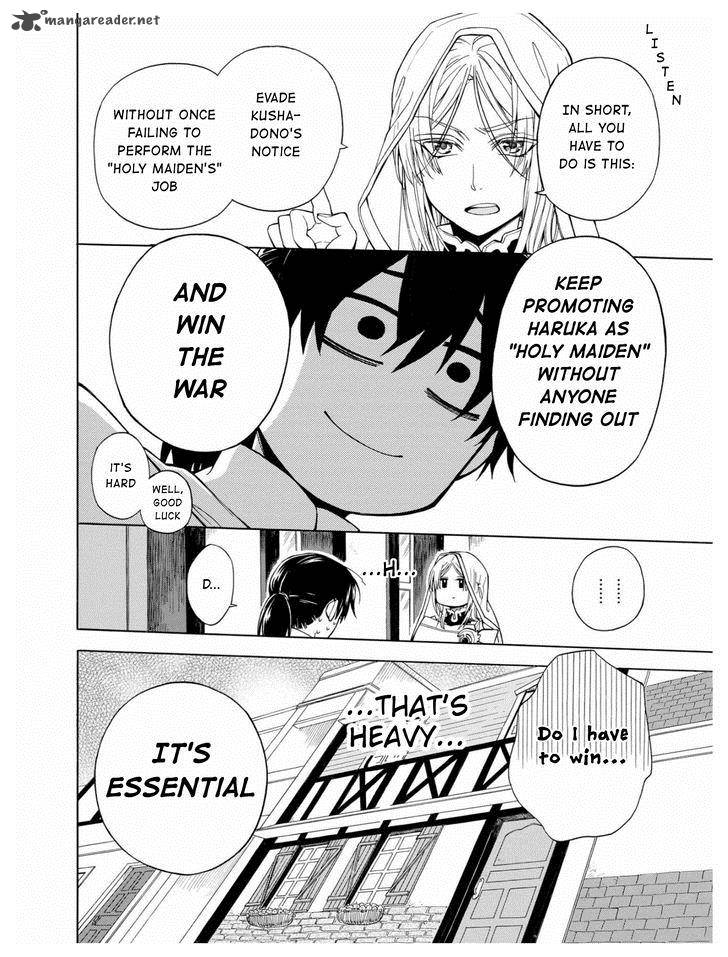 mangareader.net
LISTEN
IN SHORT,
ALL YOU
HAVE TO
DO IS THIS:
EVADE
KUSHA-
DONO'S
NOTICE
WITHOUT ONCE
FAILING TO
PERFORM THE
"HOLY MAIDEN'S"
JOB
KEEP
PROMOTING
HARUKA AS
"HOLY MAIDEN"
WITHOUT
ANYONE
FINDING OUT
AND
WIN
THE
WAR
IT'S
HARD
WELL,
GOOD
LUCK
......
...H...
D...
Do I have
to win...
...THAT'S
HEAVY...
IT'S
ESSENTIAL